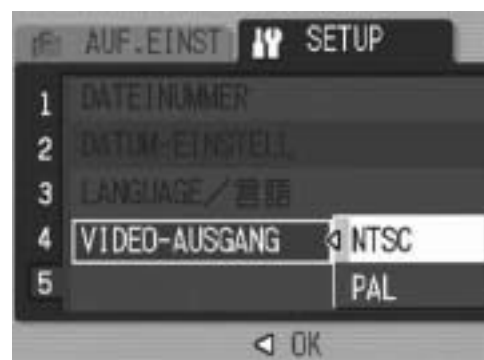 AUF.EINST SETUP
1 DATEINUMMER
2 DATUM-EINSTELL.
3 LANGUAGE/言語
4 VIDEO-AUSGANG NTSC
5 PAL
OK